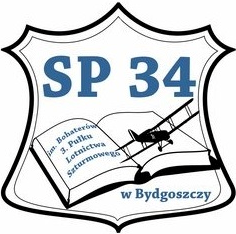 SP 34
im. Bohaterów
3. Pułku
Lotnictwa
Szturmowego
w Bydgoszczy